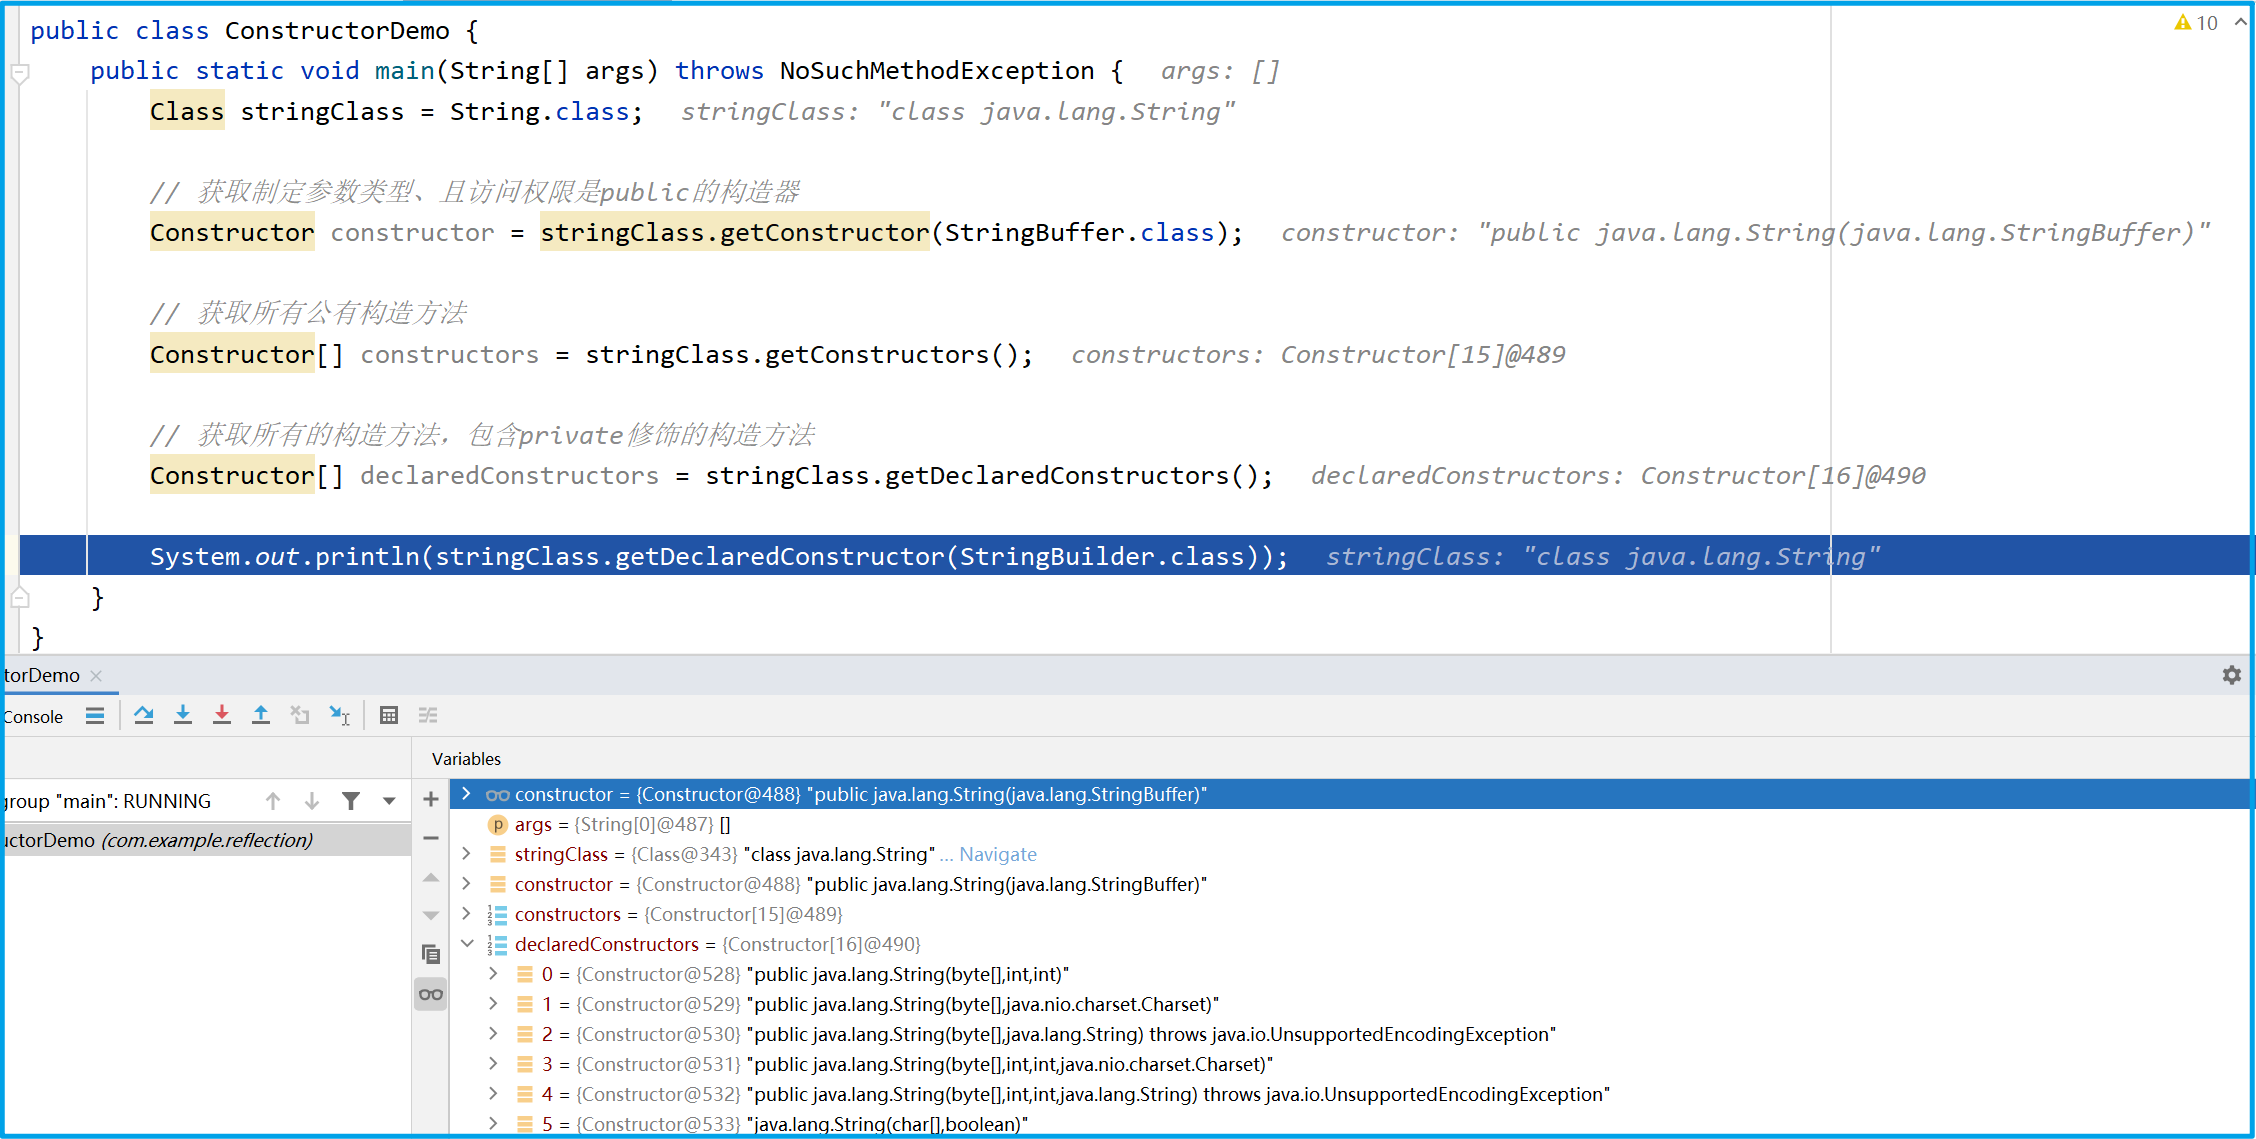 public class ConstructorDemo {
10
public static void main(String[] args) throws NoSuchMethodException { args: []
Class stringClass = String.class; stringClass: "class java.lang.String"
// 获取制定参数类型、且访问权限是public的构造器
Constructor constructor = stringClass.getConstructor(StringBuffer.class); constructor: "public java.lang.String(java.lang.StringBuffer)"
// 获取所有公有构造方法
Constructor[] constructors = stringClass.getConstructors(); constructors: Constructor[15]@489
// 获取所有的构造方法，包含private修饰的构造方法
Constructor[] declaredConstructors = stringClass.getDeclaredConstructors(); declaredConstructors: Constructor[16]@490
System.out.println(stringClass.getDeclaredConstructor(StringBuilder.class)); stringClass: "class java.lang.String"
}
}
torDemo
Console
Variables
group "main": RUNNING
uctorDemo (com.example.reflection)
constructor = {Constructor@488} "public java.lang.String(java.lang.StringBuffer)"
p args = {String[0]@487} []
stringClass = {Class@343} "class java.lang.String" ... Navigate
constructor = {Constructor@488} "public java.lang.String(java.lang.StringBuffer)"
constructors = {Constructor[15]@489}
declaredConstructors = {Constructor[16]@490}
0 = {Constructor@528} "public java.lang.String(byte[],int,int)"
1 = {Constructor@529} "public java.lang.String(byte[],java.nio.charset.Charset)"
2 = {Constructor@530} "public java.lang.String(byte[],java.lang.String) throws java.io.UnsupportedEncodingException"
3 = {Constructor@531} "public java.lang.String(byte[],int,int,java.nio.charset.Charset)"
4 = {Constructor@532} "public java.lang.String(byte[],int,int,java.lang.String) throws java.io.UnsupportedEncodingException"
5 = {Constructor@533} "java.lang.String(char[],boolean)"